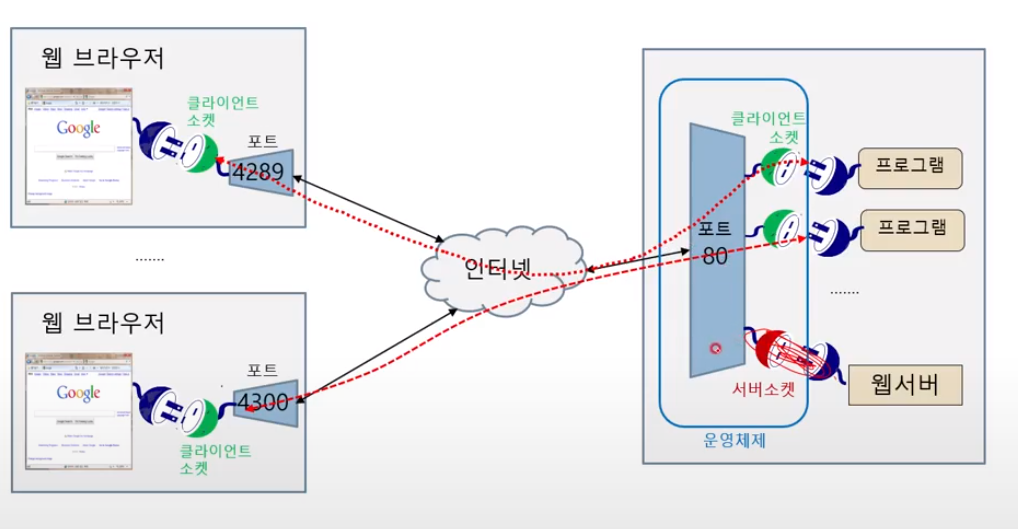 웹 브라우저
Google
클라이언트
소켓
포트
4289
.......
웹 브라우저
Google
포트
4300
클라이언트
소켓
인터넷
클라이언트
소켓
프로그램
프로그램
포트
80
.......
서버소켓
웹서버
운영체제